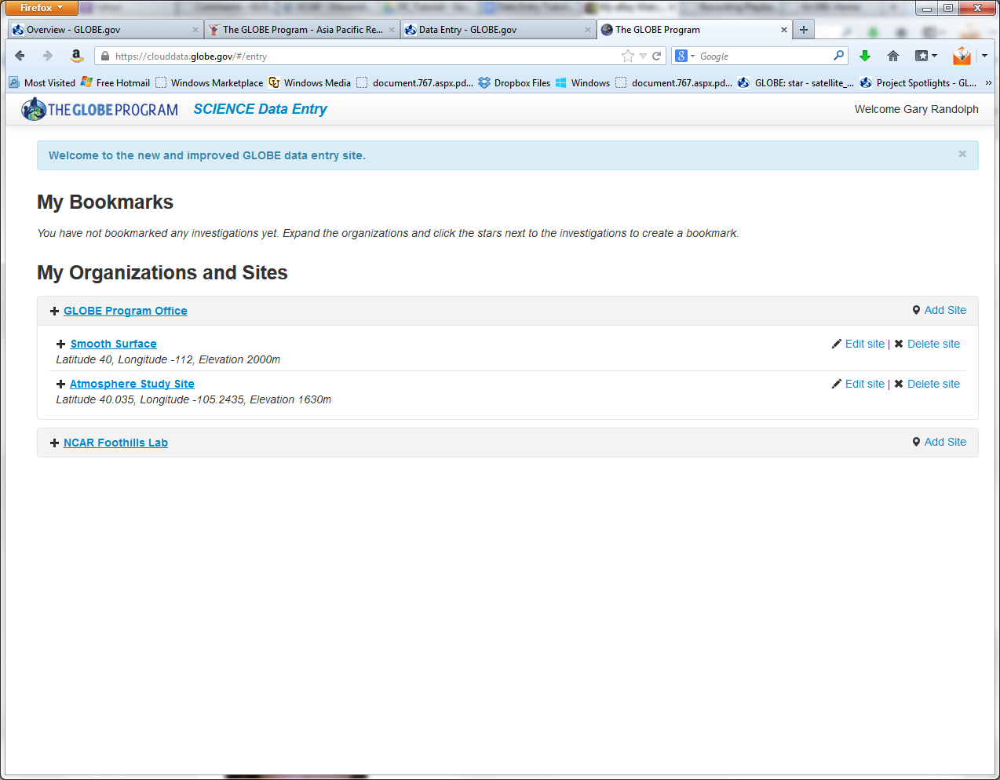 Firefox
Overview - GLOBE.gov
The GLOBE Program - Asia Pacific Re...
Data Entry - GLOBE.gov
The GLOBE Program
https://clouddata.globe.gov/#/entry
Google
Most Visited
Free Hotmail
Windows Marketplace
Windows Media
document.767.aspx.pd...
Dropbox Files
Windows
document.767.aspx.pd...
GLOBE: star - satellite_...
Project Spotlights - GL...
THE GLOBE PROGRAM
SCIENCE Data Entry
Welcome Gary Randolph
Welcome to the new and improved GLOBE data entry site.
My Bookmarks
You have not bookmarked any investigations yet. Expand the organizations and click the stars next to the investigations to create a bookmark.
My Organizations and Sites
GLOBE Program Office
Add Site
Smooth Surface
Edit site | Delete site
Latitude 40, Longitude -112, Elevation 2000m
Atmosphere Study Site
Edit site | Delete site
Latitude 40.035, Longitude -105.2435, Elevation 1630m
NCAR Foothills Lab
Add Site